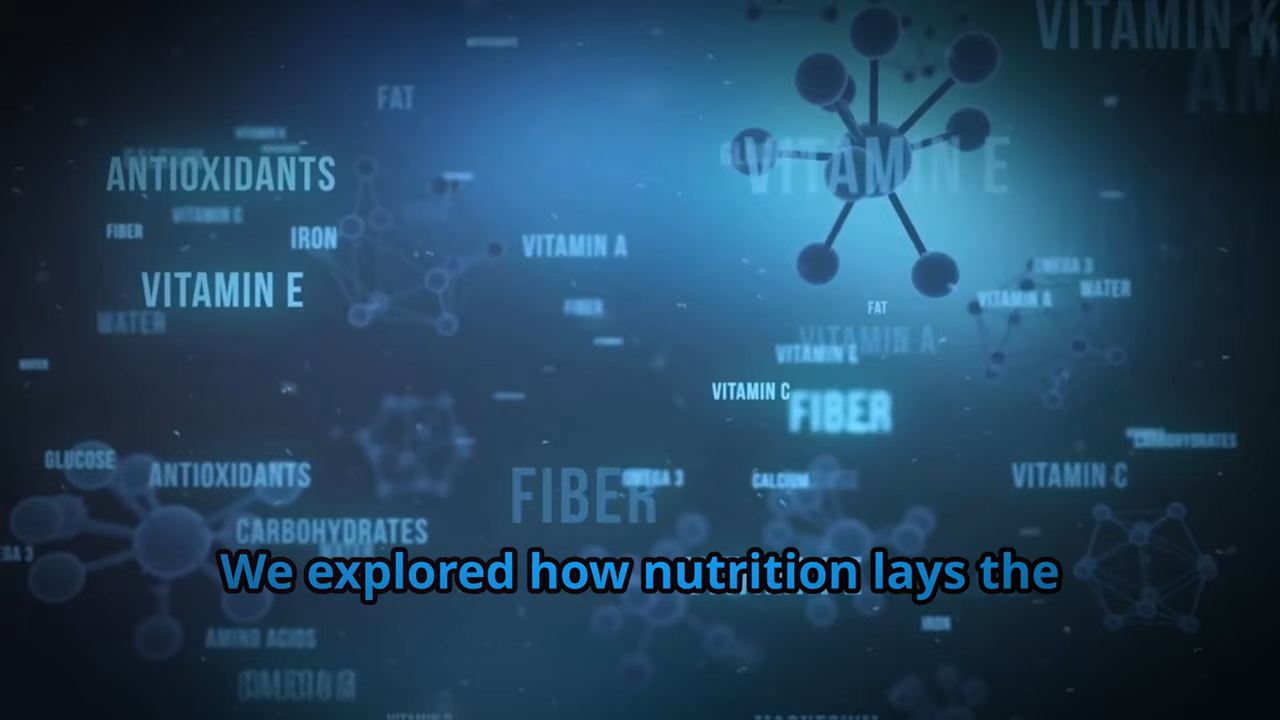 VITAMIN K
FAT
VITAMIN E
ANTIOXIDANTS
VITAMIN C
FIBER
IRON
VITAMIN A
VITAMIN E
OMEGA 3
WATER
VITAMIN A
FIBER
FAT
WATER
VITAMIN A
VITAMIN C
FIBER
CARBOHYDRATES
GLUCOSE
ANTIOXIDANTS
FIBER
OMEGA 3
CALCIUM
VITAMIN C
CARBOHYDRATES
We explored how nutrition lays the
IRON
AMINO ACIDS